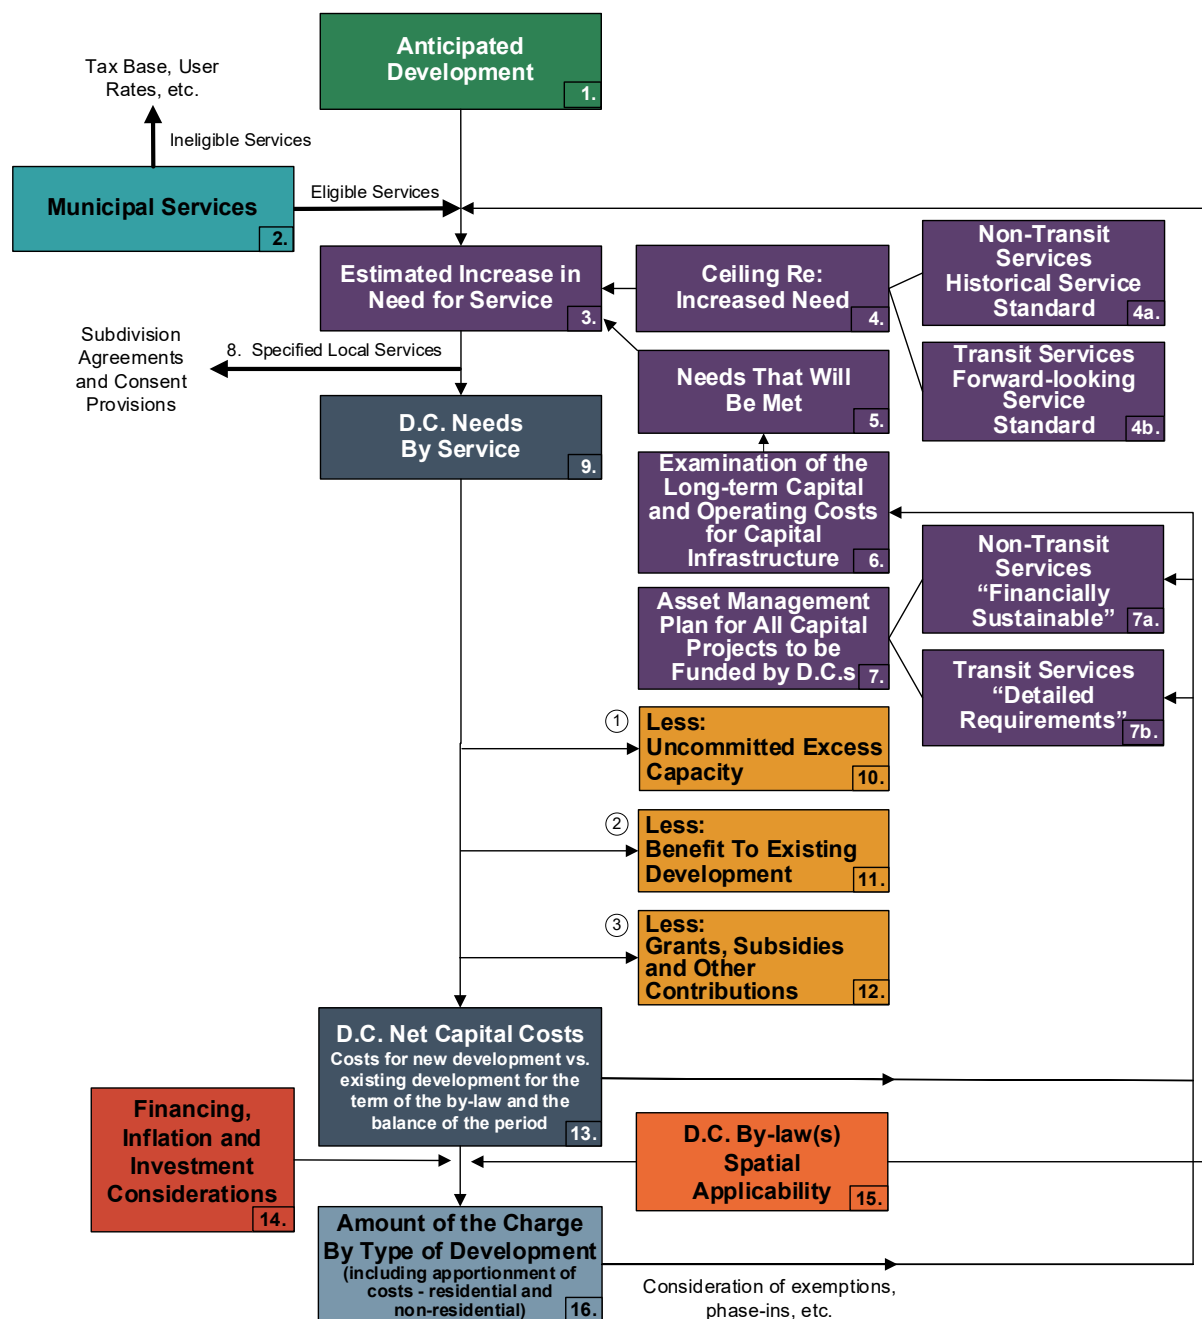 Anticipated
Development
1.
Tax Base, User
Rates, etc.
Ineligible Services
Municipal Services
2.
Eligible Services
Estimated Increase in
Need for Service
3.
Ceiling Re:
Increased Need
4.
Non-Transit
Services
Historical Service
Standard
4a.
Transit Services
Forward-looking
Service
Standard
4b.
Needs That Will
Be Met
5.
8. Specified Local Services
Subdivision
Agreements
and Consent
Provisions
D.C. Needs
By Service
9.
Examination of the
Long-term Capital
and Operating Costs
for Capital
Infrastructure
6.
Non-Transit
Services
“Financially
Sustainable”
7a.
Asset Management
Plan for All Capital
Projects to be
Funded by D.C.s
7.
Transit Services
“Detailed
Requirements”
7b.
1
Less:
Uncommitted Excess
Capacity
10.
2
Less:
Benefit To Existing
Development
11.
3
Less:
Grants, Subsidies
and Other
Contributions
12.
D.C. Net Capital Costs
Costs for new development vs.
existing development for the
term of the by-law and the
balance of the period
13.
Financing,
Inflation and
Investment
Considerations
14.
D.C. By-law(s)
Spatial
Applicability
15.
Amount of the Charge
By Type of Development
(including apportionment of
costs - residential and
non-residential)
16.
Consideration of exemptions,
phase-ins, etc.